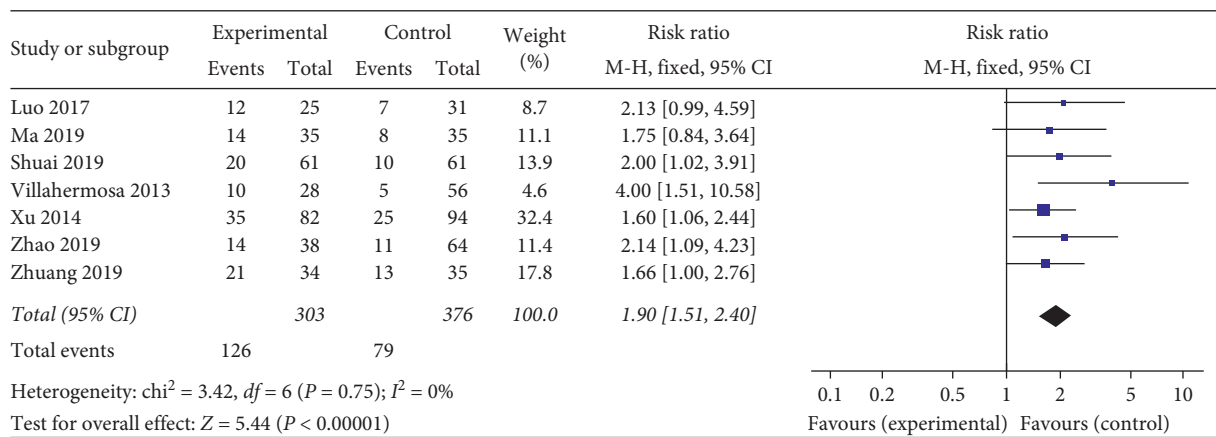 Study or subgroup Experimental Control Weight (%) Risk ratio Risk ratio
Events Total Events Total M-H, fixed, 95% CI M-H, fixed, 95% CI
Luo 2017 12 25 7 31 8.7 2.13 [0.99, 4.59]
Ma 2019 14 35 8 35 11.1 1.75 [0.84, 3.64]
Shuai 2019 20 61 10 61 13.9 2.00 [1.02, 3.91]
Villahermosa 2013 10 28 5 56 4.6 4.00 [1.51, 10.58]
Xu 2014 35 82 25 94 32.4 1.60 [1.06, 2.44]
Zhao 2019 14 38 11 64 11.4 2.14 [1.09, 4.23]
Zhuang 2019 21 34 13 35 17.8 1.66 [1.00, 2.76]
Total (95% CI) 303 376 100.0 1.90 [1.51, 2.40]
Total events 126 79
Heterogeneity: chi² = 3.42, df = 6 (P = 0.75); I² = 0%
0.1 0.2 0.5 1 2 5 10
Test for overall effect: Z = 5.44 (P < 0.00001)
Favours (experimental) Favours (control)